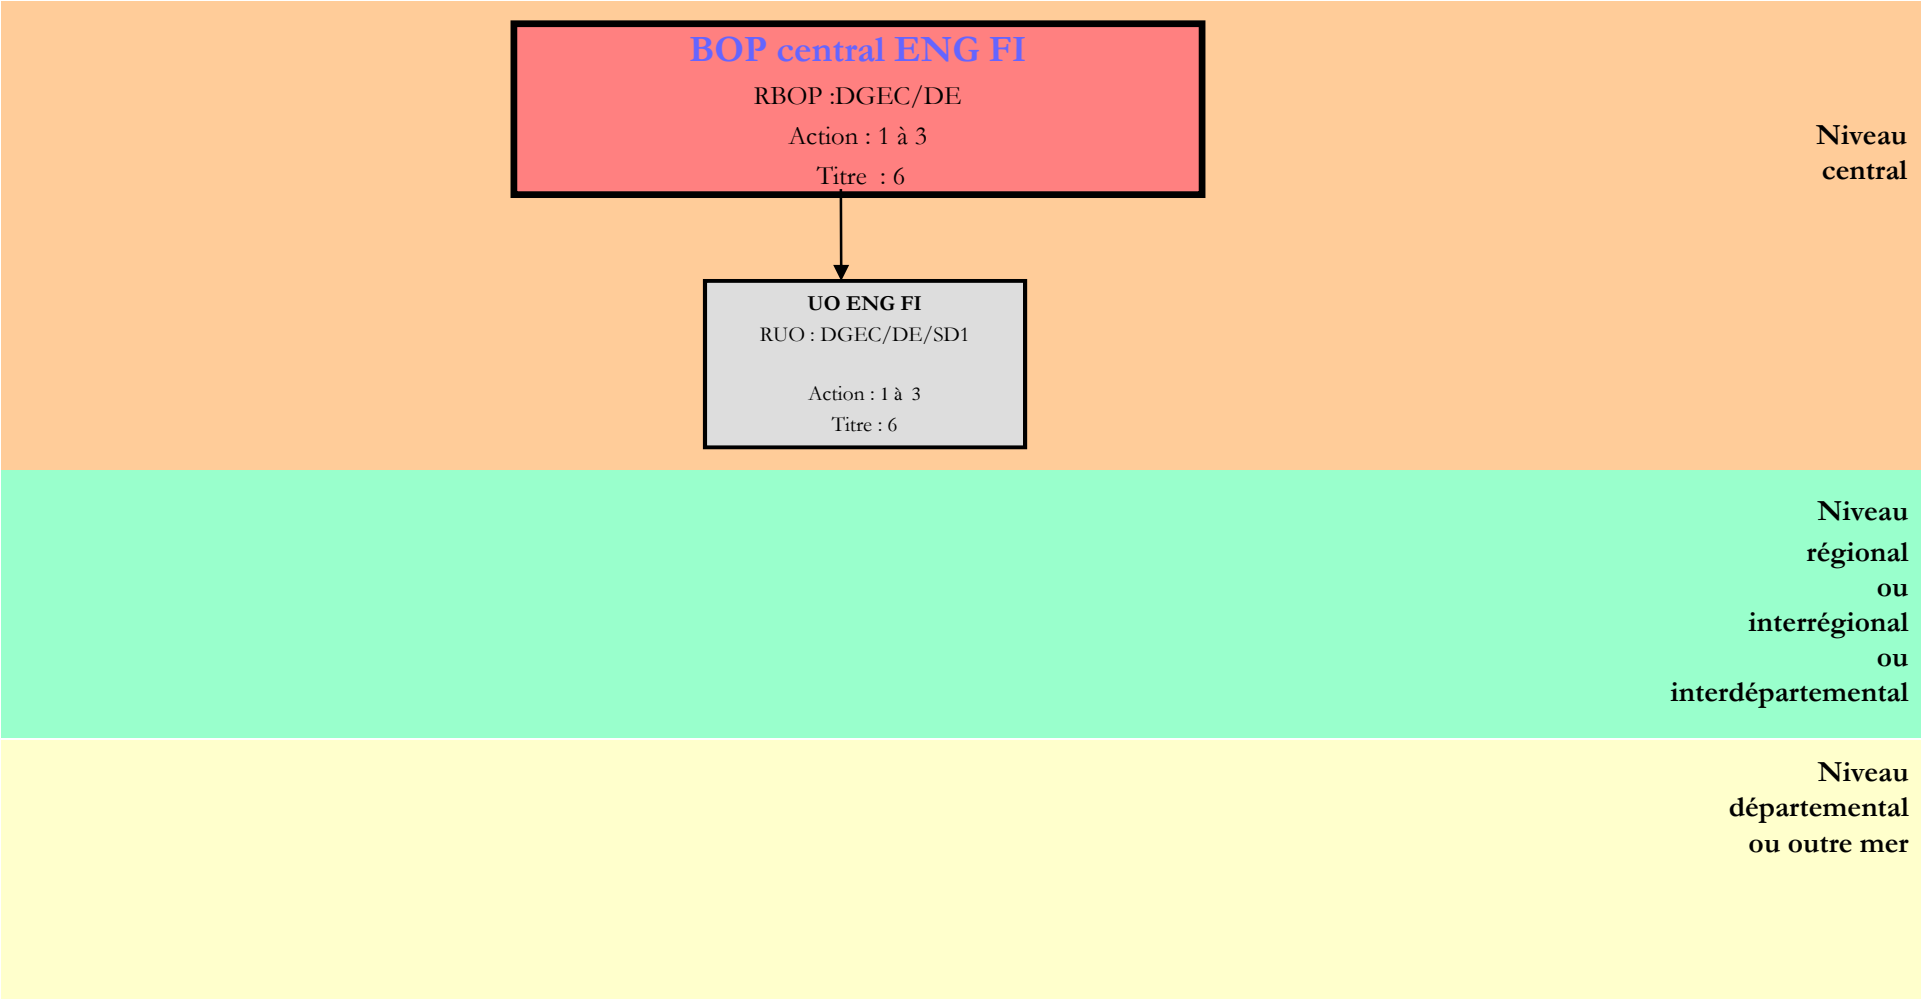 BOP central ENG FI
RBOP :DGEC/DE
Action : 1 à 3
Titre : 6
Niveau
central
UO ENG FI
RUO : DGEC/DE/SD1
Action : 1 à 3
Titre : 6
Niveau
régional
ou
interrégional
ou
interdépartemental
Niveau
départemental
ou outre mer